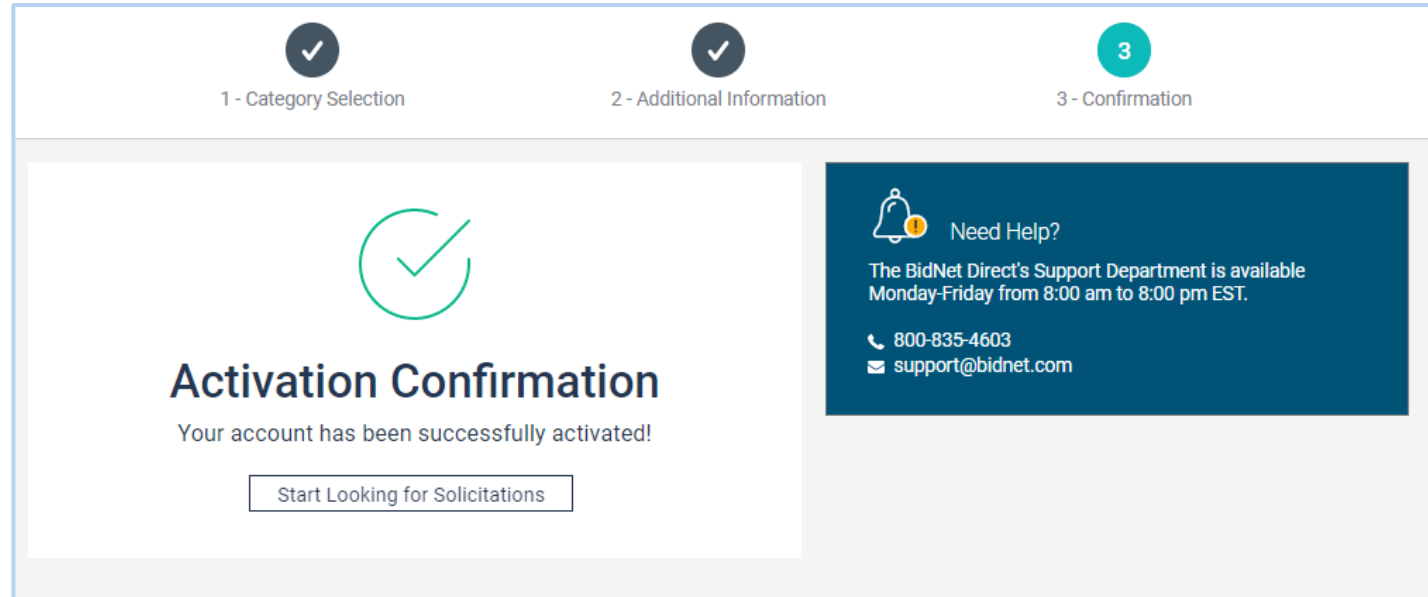 3
1 - Category Selection
2 - Additional Information
3 - Confirmation
Activation Confirmation
Your account has been successfully activated!
Start Looking for Solicitations
!
Need Help?
The BidNet Direct's Support Department is available
Monday-Friday from 8:00 am to 8:00 pm EST.
800-835-4603
support@bidnet.com